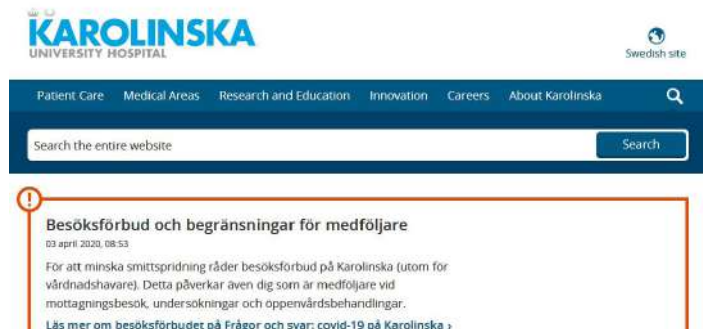 KAROLINSKA
UNIVERSITY HOSPITAL
Swedish site
Patient Care Medical Areas Research and Education Innovation Careers About Karolinska
Search the entire website Search
Besöksförbud och begränsningar för medföljare
03 april 2020, 08:53
För att minska smittspridning råder besöksförbud på Karolinska (utom för
vårdnadshavare). Detta påverkar även dig som är medföljare vid
mottagningsbesök, undersökningar och öppenvårdsbehandlingar.
Läs mer om besöksförbudet på Frågor och svar: covid-19 på Karolinska ›